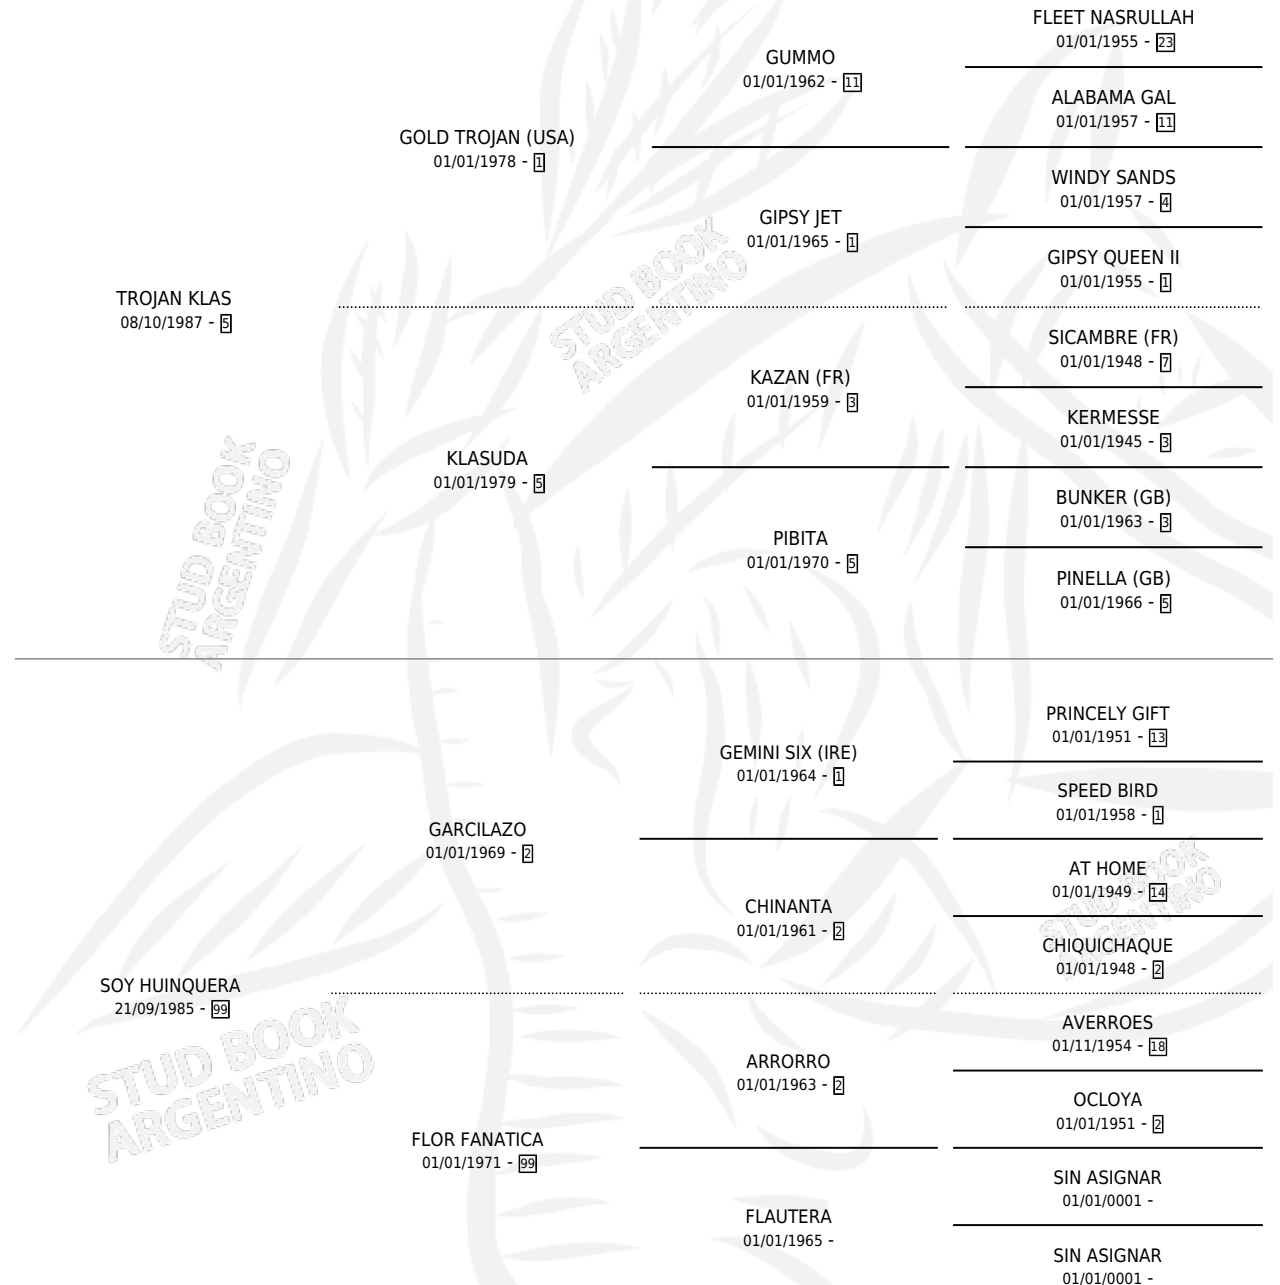 FLEET NASRULLAH
01/01/1955 - 23
GUMMO
01/01/1962 - 11
ALABAMA GAL
01/01/1957 - 11
GOLD TROJAN (USA)
01/01/1978 - 1
WINDY SANDS
01/01/1957 - 4
GIPSY JET
01/01/1965 - 1
GIPSY QUEEN II
01/01/1955 - 1
TROJAN KLAS
08/10/1987 - 5
SICAMBRE (FR)
01/01/1948 - 7
KAZAN (FR)
01/01/1959 - 3
KERMESSE
01/01/1945 - 3
KLASUDA
01/01/1979 - 5
BUNKER (GB)
01/01/1963 - 3
PIBITA
01/01/1970 - 5
PINELLA (GB)
01/01/1966 - 5
PRINCELY GIFT
01/01/1951 - 13
GEMINI SIX (IRE)
01/01/1964 - 1
SPEED BIRD
01/01/1958 - 1
GARCILAZO
01/01/1969 - 2
AT HOME
01/01/1949 - 14
CHINANTA
01/01/1961 - 2
CHIQUICHAQUE
01/01/1948 - 2
SOY HUINQUERA
21/09/1985 - 99
AVERROES
01/11/1954 - 18
ARRORRO
01/01/1963 - 2
OCLOYA
01/01/1951 - 2
FLOR FANATICA
01/01/1971 - 99
SIN ASIGNAR
01/01/0001 -
FLAUTERA
01/01/1965 -
SIN ASIGNAR
01/01/0001 -
STUD BOOK
ARGENTINO
STUD BOOK
ARGENTINO
STUD BOOK
ARGENTINO
STUD BOOK
ARGENTINO